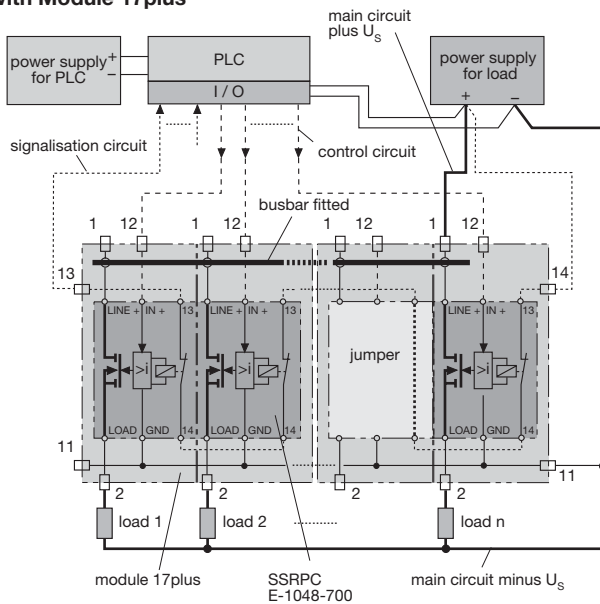 with Module 17plus
main circuit
plus US
power supply
for PLC
+
–
PLC
I / O
power supply
for load
+ –
signalisation circuit
control circuit
busbar fitted
1 12 1 12 1 12 1 12
13 14
LINE + IN + 13 LINE + IN + 13 LINE + IN + 13
>i >i jumper >i
LOAD GND 14 LOAD GND 14 LOAD GND 14
11 11
2 2 2 2
load 1 load 2 load n
module 17plus
SSRPC
E-1048-700
main circuit minus US